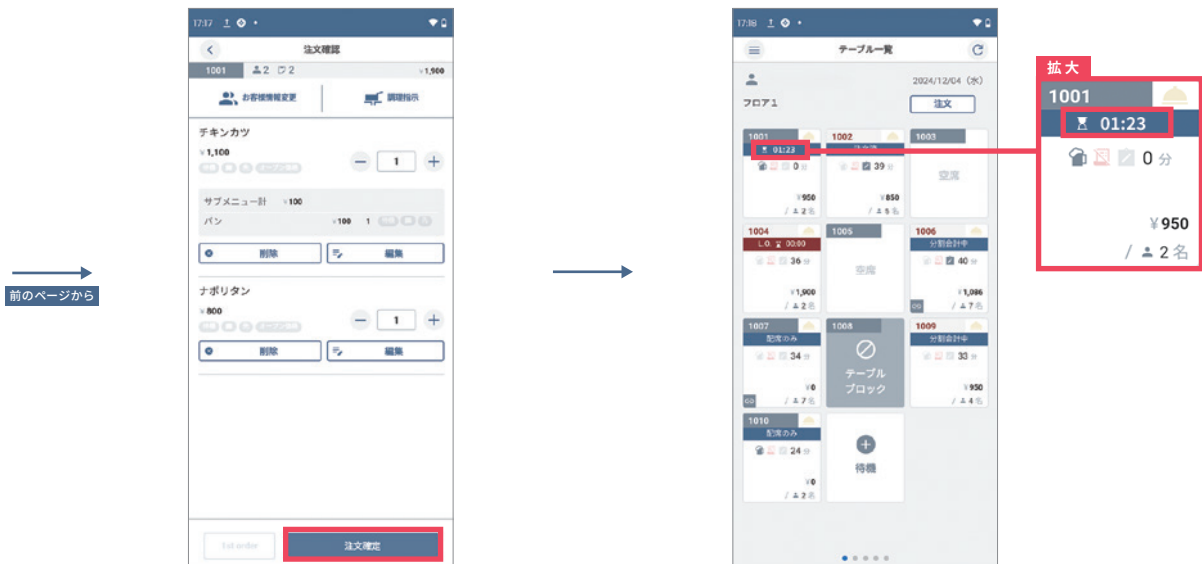 前のページから
17:17
注文確認
1001 2 2 ¥1,900
お客様情報変更 調理指示
チキンカツ
¥1,100
1
サブメニュー計 ¥100
パン ¥100 1
削除 編集
ナポリタン
¥800
1
削除 編集
1st order 注文確定
17:18
テーブル一覧
2024/12/04 (水)
フロア1 注文
1001
01:23
0分
¥950
/ 2名
1002
39分
¥850
/ 5名
1003
空席
1004
L.O. 00:00
36分
¥1,900
/ 2名
1005
空席
1006
分割会計中
40分
¥1,086
/ 7名
1007
配席のみ
34分
¥0
/ 7名
1008
テーブル
ブロック
1009
分割会計中
33分
¥950
/ 4名
1010
配席のみ
24分
¥0
/ 2名
待機
拡大
1001
01:23
0分
¥950
/ 2名